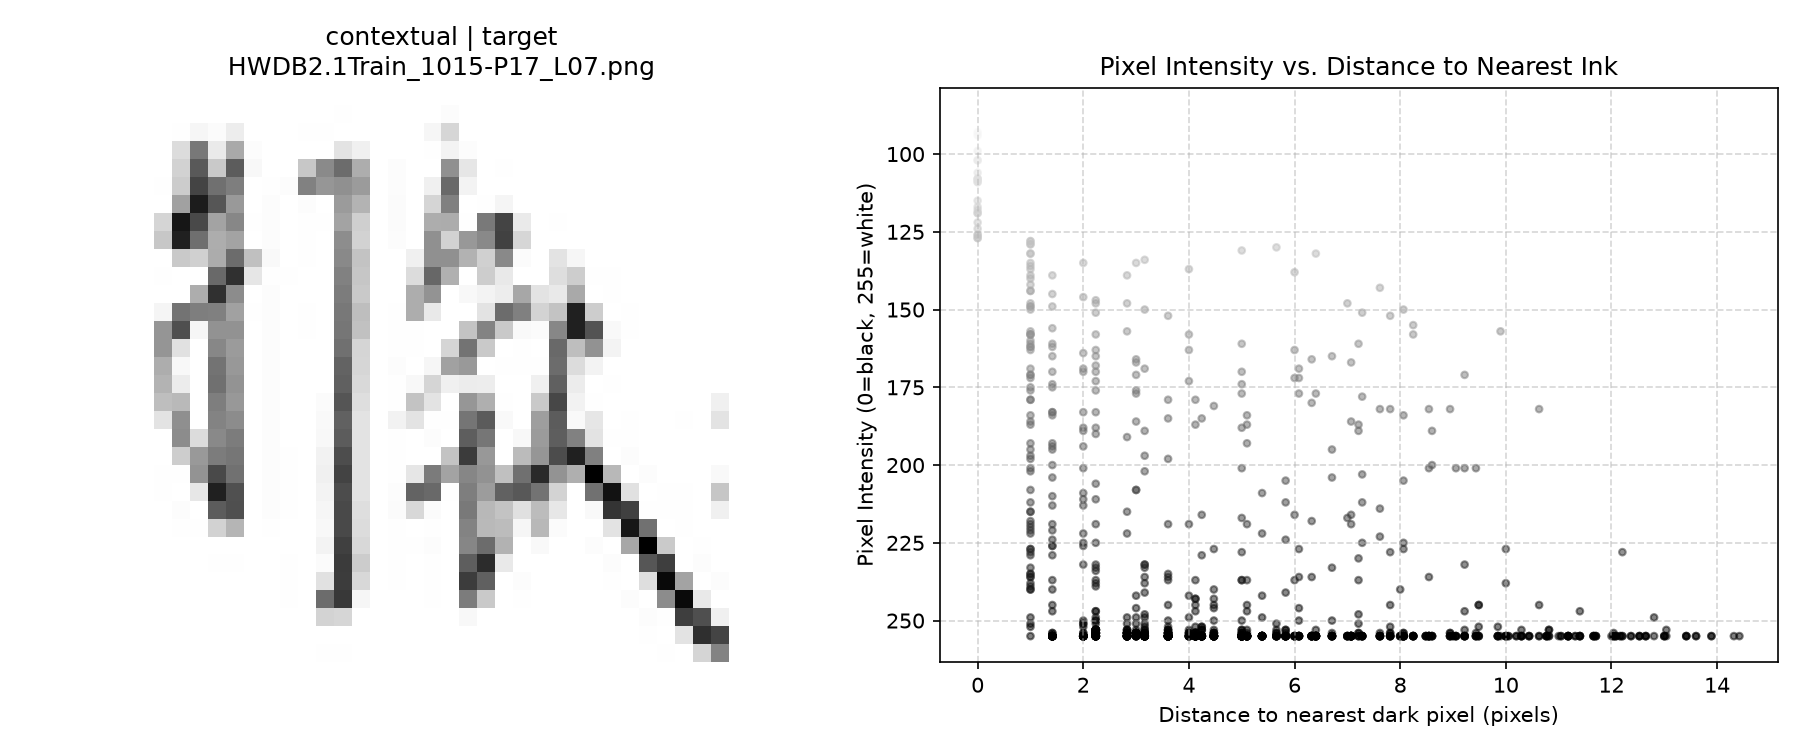 contextual | target
HWDB2.1Train_1015-P17_L07.png
Pixel Intensity vs. Distance to Nearest Ink
Pixel Intensity (0=black, 255=white)
100
125
150
175
200
225
250
0 2 4 6 8 10 12 14
Distance to nearest dark pixel (pixels)